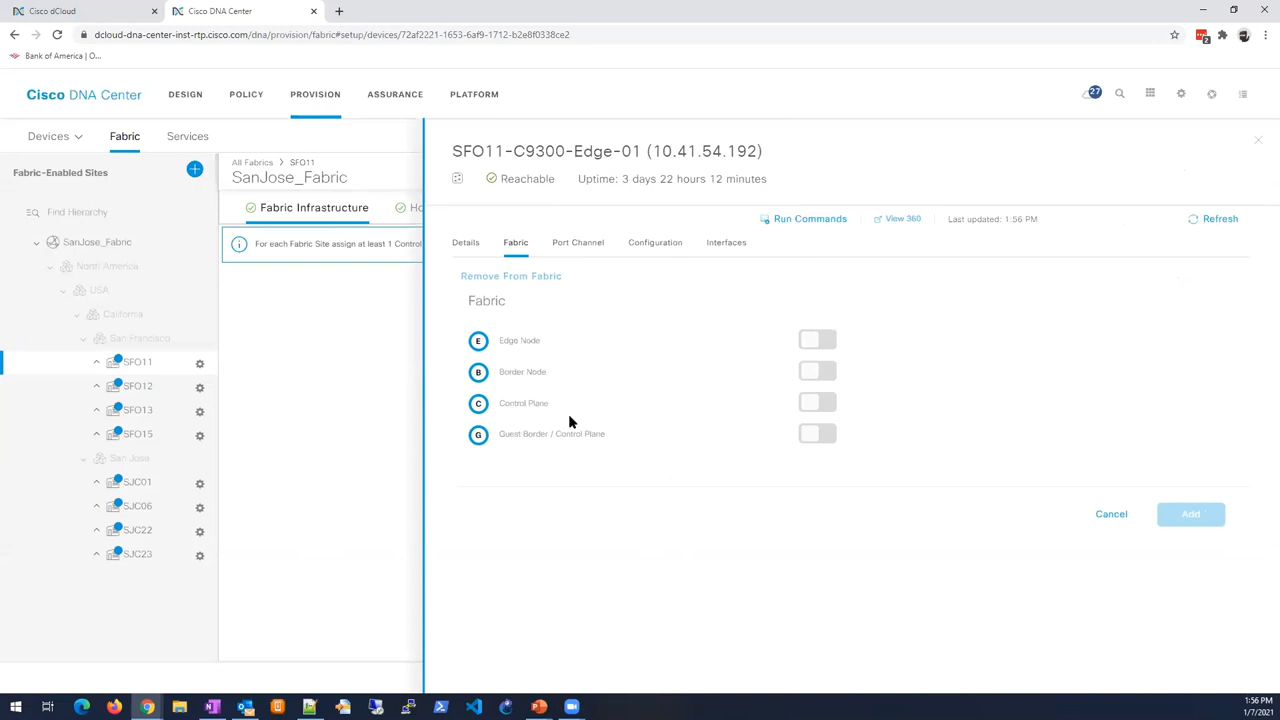 Cisco dCloud
Cisco DNA Center
dcloud-dna-center-inst-rtp.cisco.com/dna/provision/fabric#setup/devices/72af2221-1653-6af9-1712-b2e8f0338ce2
2
Bank of America | O...
Cisco DNA Center
DESIGN
POLICY
PROVISION
ASSURANCE
PLATFORM
27
Devices
Fabric
Services
Fabric-Enabled Sites
Find Hierarchy
SanJose_Fabric
North America
USA
California
San Francisco
SFO11
SFO12
SFO13
SFO15
San Jose
SJC01
SJC06
SJC22
SJC23
All Fabrics > SFO11
SanJose_Fabric
Fabric Infrastructure
Ho
For each Fabric Site assign at least 1 Control
SFO11-C9300-Edge-01 (10.41.54.192)
Reachable
Uptime: 3 days 22 hours 12 minutes
Run Commands
View 360
Last updated: 1:56 PM
Refresh
Details
Fabric
Port Channel
Configuration
Interfaces
Remove From Fabric
Fabric
E Edge Node
B Border Node
C Control Plane
G Guest Border / Control Plane
Cancel
Add
1:56 PM
1/7/2021